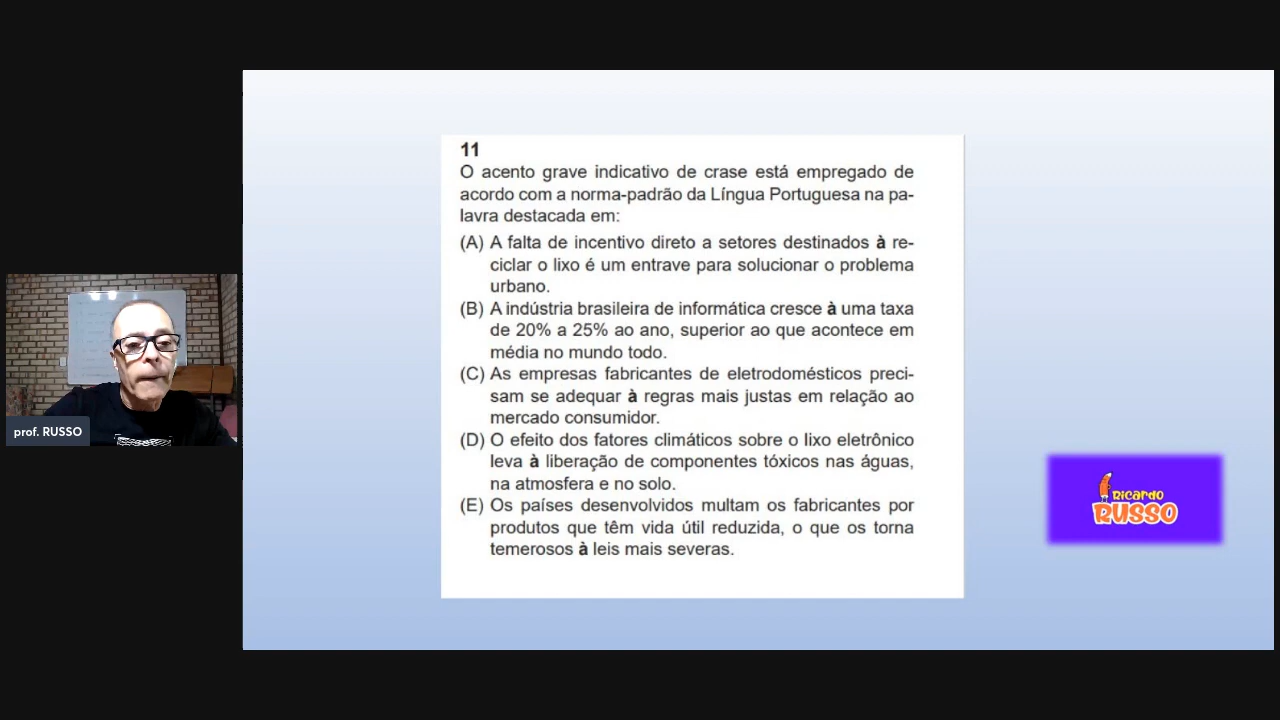 11
O acento grave indicativo de crase está empregado de
acordo com a norma-padrão da Língua Portuguesa na pa-
lavra destacada em:
(A) A falta de incentivo direto a setores destinados à re-
ciclar o lixo é um entrave para solucionar o problema
urbano.
(B) A indústria brasileira de informática cresce à uma taxa
de 20% a 25% ao ano, superior ao que acontece em
média no mundo todo.
(C) As empresas fabricantes de eletrodomésticos preci-
sam se adequar à regras mais justas em relação ao
mercado consumidor.
(D) O efeito dos fatores climáticos sobre o lixo eletrônico
leva à liberação de componentes tóxicos nas águas,
na atmosfera e no solo.
(E) Os países desenvolvidos multam os fabricantes por
produtos que têm vida útil reduzida, o que os torna
temerosos à leis mais severas.
prof. RUSSO
RICARDO
RUSSO